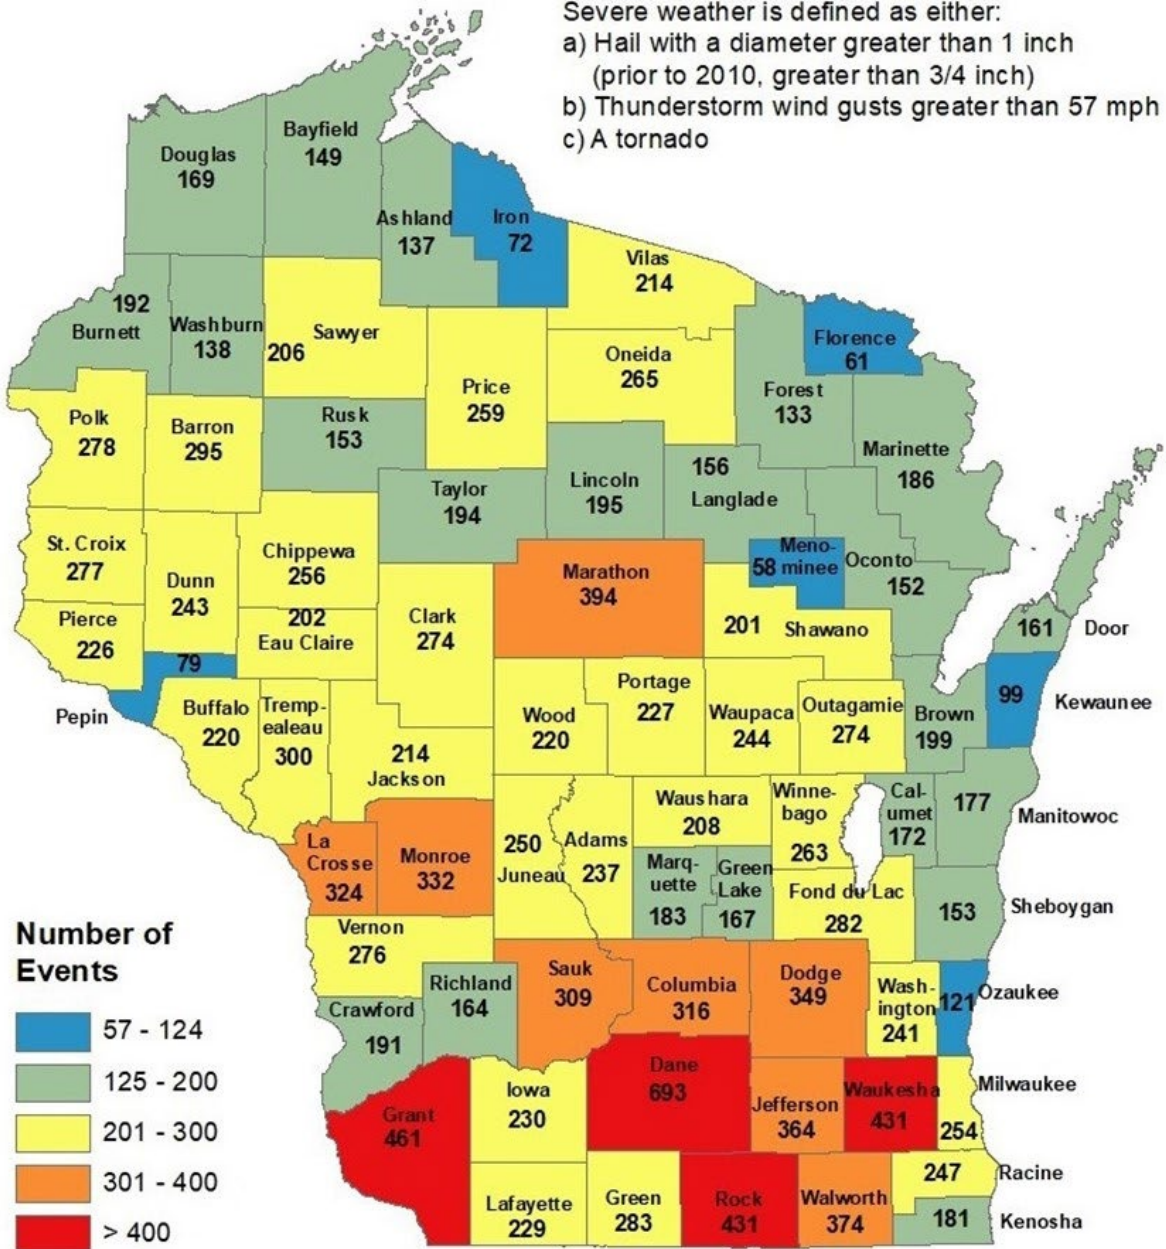 Severe weather is defined as either:
a) Hail with a diameter greater than 1 inch
(prior to 2010, greater than 3/4 inch)
b) Thunderstorm wind gusts greater than 57 mph
c) A tornado
Douglas
169
Bayfield
149
Ashland
137
Iron
72
Vilas
214
192
Burnett
Washburn
138
206
Sawyer
Price
259
Oneida
265
Florence
61
Forest
133
Marinette
186
Polk
278
Barron
295
Rusk
153
Taylor
194
Lincoln
195
156
Langlade
St. Croix
277
Dunn
243
Chippewa
256
202
Eau Claire
Clark
274
Marathon
394
58
Meno-
minee
Oconto
152
201
Shawano
161
Door
Pierce
226
79
Pepin
Buffalo
220
Tremp-
ealeau
300
214
Jackson
Wood
220
Portage
227
Waupaca
244
Outagamie
274
Brown
199
99
Kewaunee
La
Crosse
324
Monroe
332
250
Juneau
Adams
237
Waushara
208
Winne-
bago
263
Cal-
umet
172
177
Manitowoc
Marq-
uette
183
Green
Lake
167
Fond du Lac
282
153
Sheboygan
Vernon
276
Crawford
191
Richland
164
Sauk
309
Columbia
316
Dodge
349
Wash-
ington
241
121
Ozaukee
Grant
461
Iowa
230
Dane
693
Jefferson
364
Waukesha
431
Milwaukee
254
Lafayette
229
Green
283
Rock
431
Walworth
374
247
Racine
181
Kenosha
Number of
Events
57 - 124
125 - 200
201 - 300
301 - 400
> 400